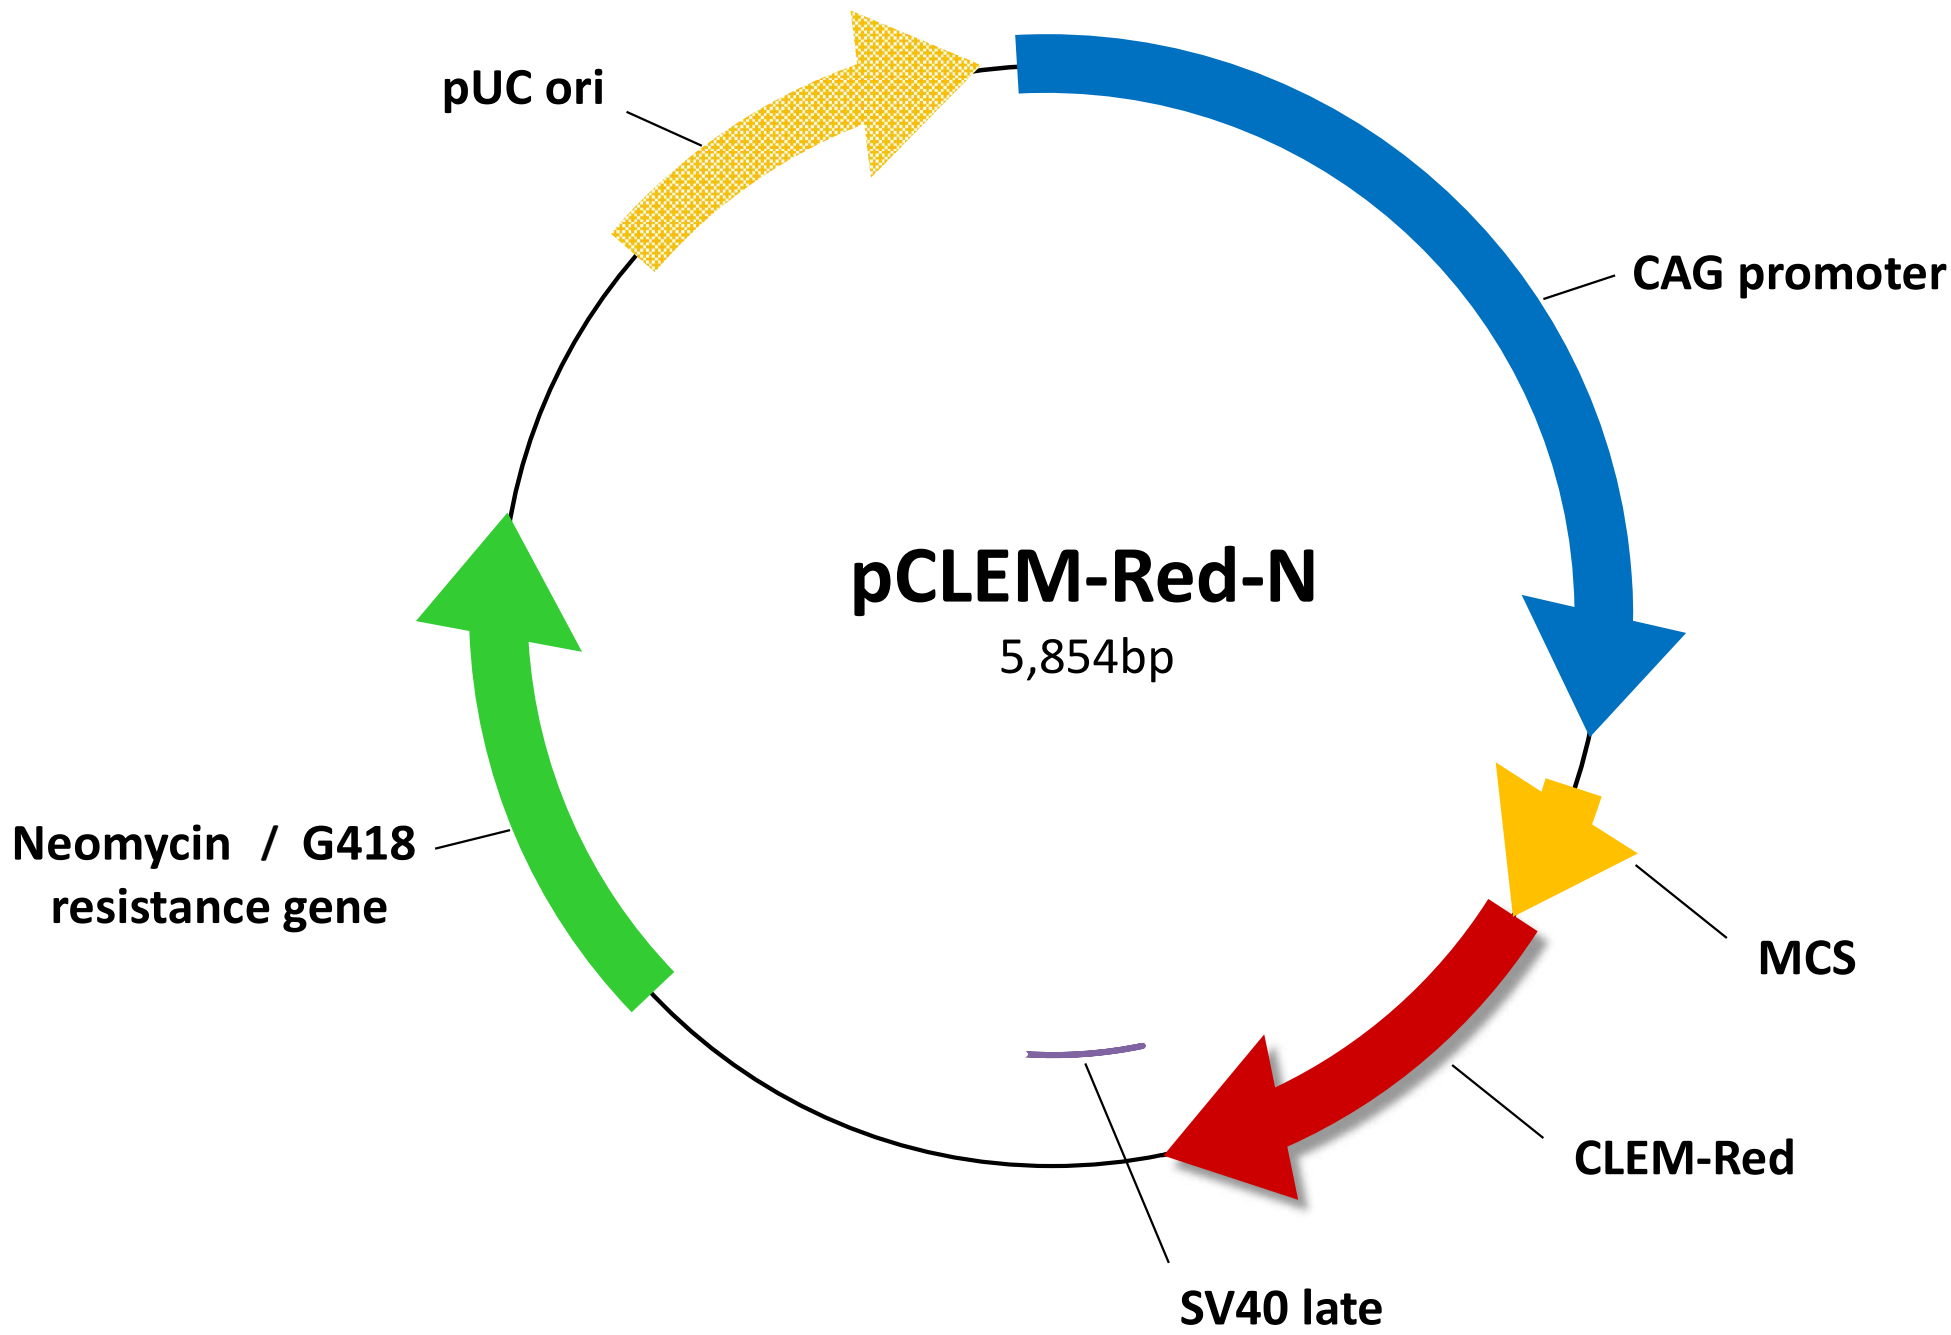 pUC ori
CAG promoter
pCLEM-Red-N
5,854bp
Neomycin / G418
resistance gene
MCS
CLEM-Red
SV40 late